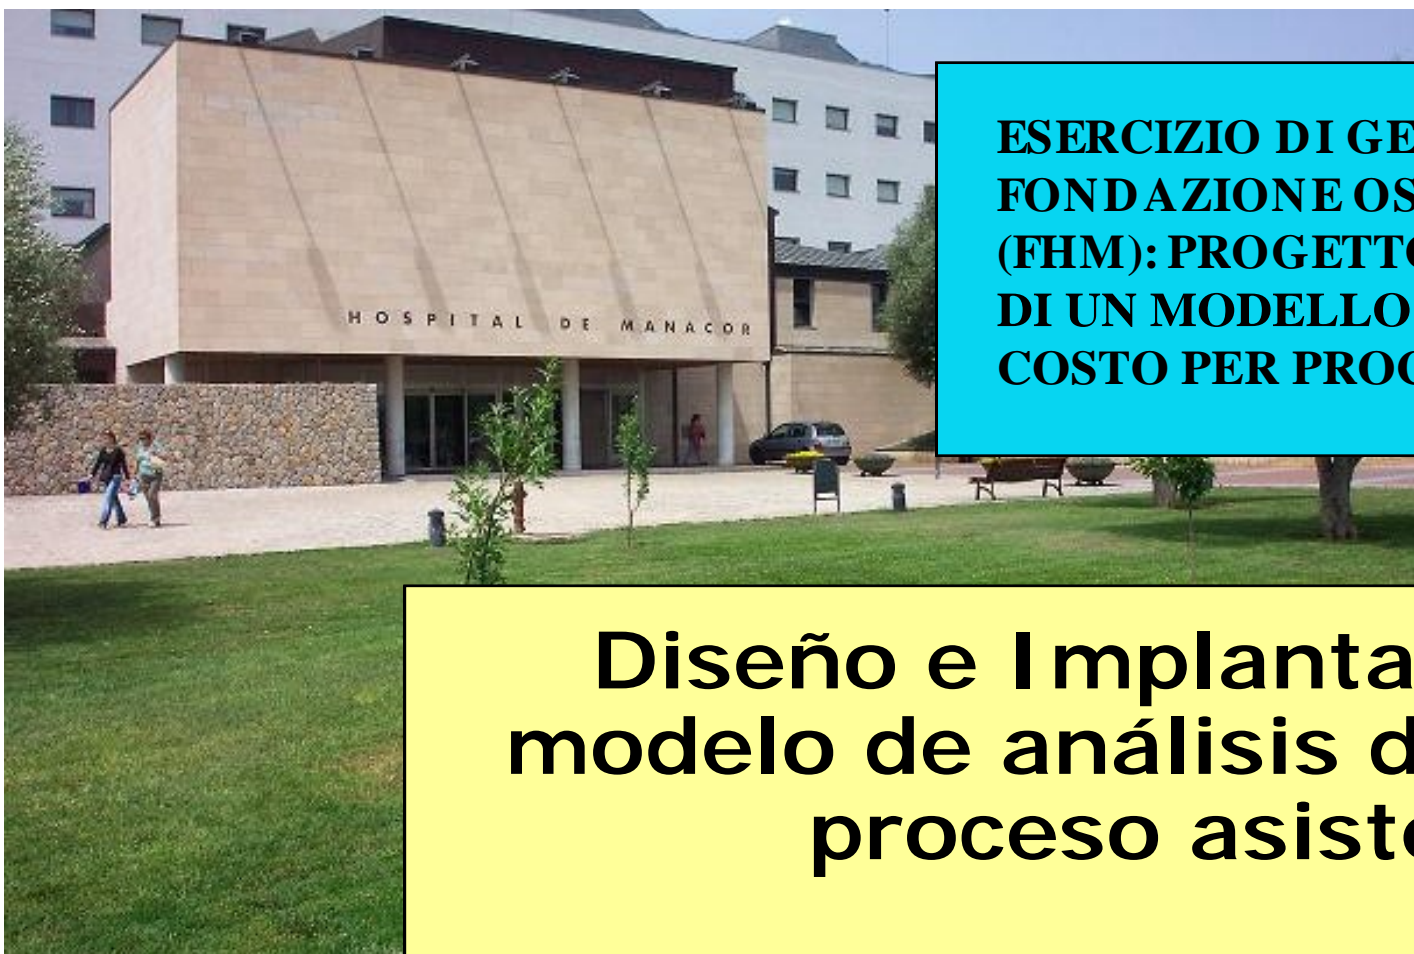 HOSPITAL DE MANACOR
ESERCIZIO DI GE
FONDAZIONE OS
(FHM): PROGETTO
DI UN MODELLO
COSTO PER PROC
Diseño e Implanta
modelo de análisis d
proceso asiste